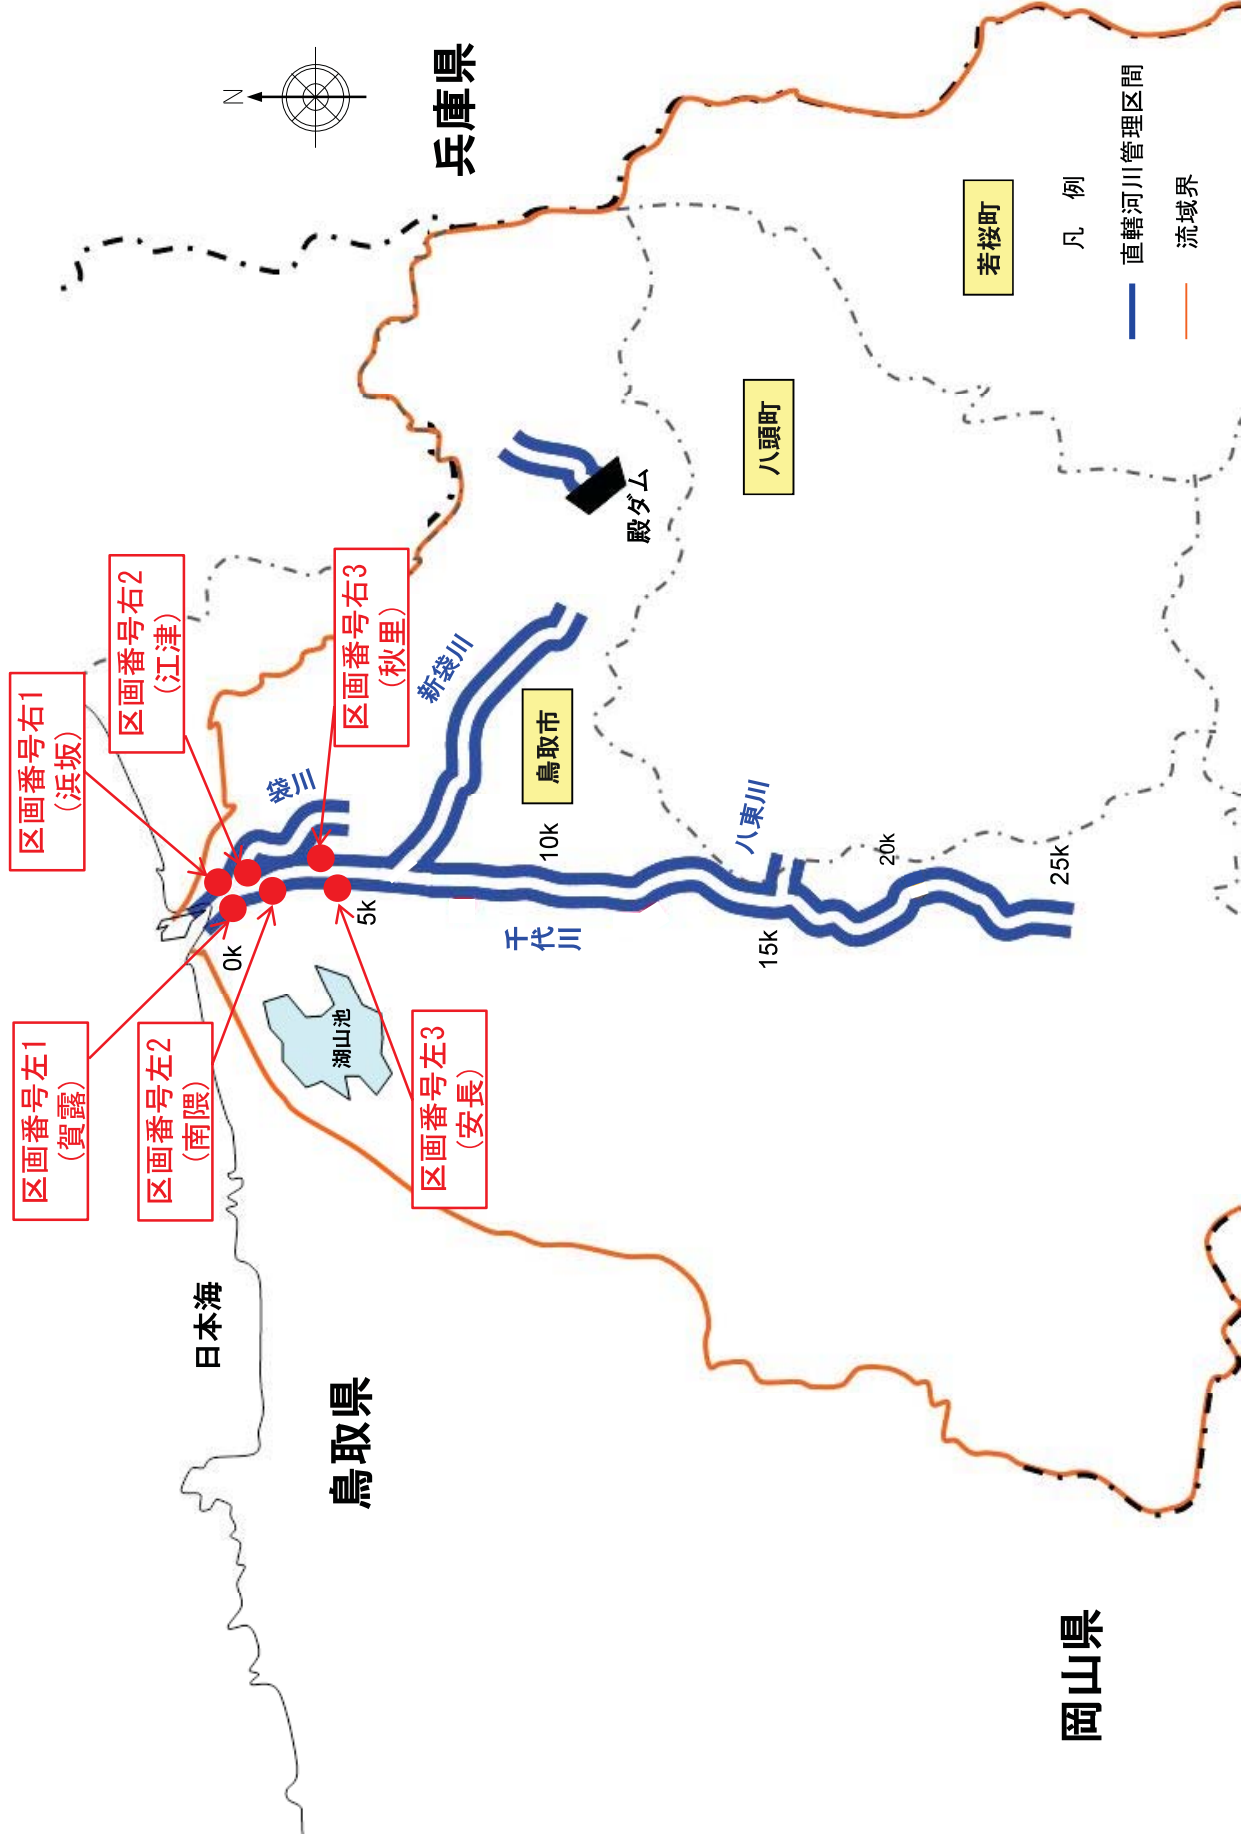 区画番号左1
(賀露)
区画番号左2
(南隈)
区画番号左3
(安長)
区画番号右1
(浜坂)
区画番号右2
(江津)
区画番号右3
(秋里)
N
兵庫県
日本海
鳥取県
岡山県
湖山池
0k
5k
10k
15k
20k
25k
千代川
袋川
新袋川
八東川
殿ダム
鳥取市
八頭町
若桜町
凡 例
直轄河川管理区間
流域界